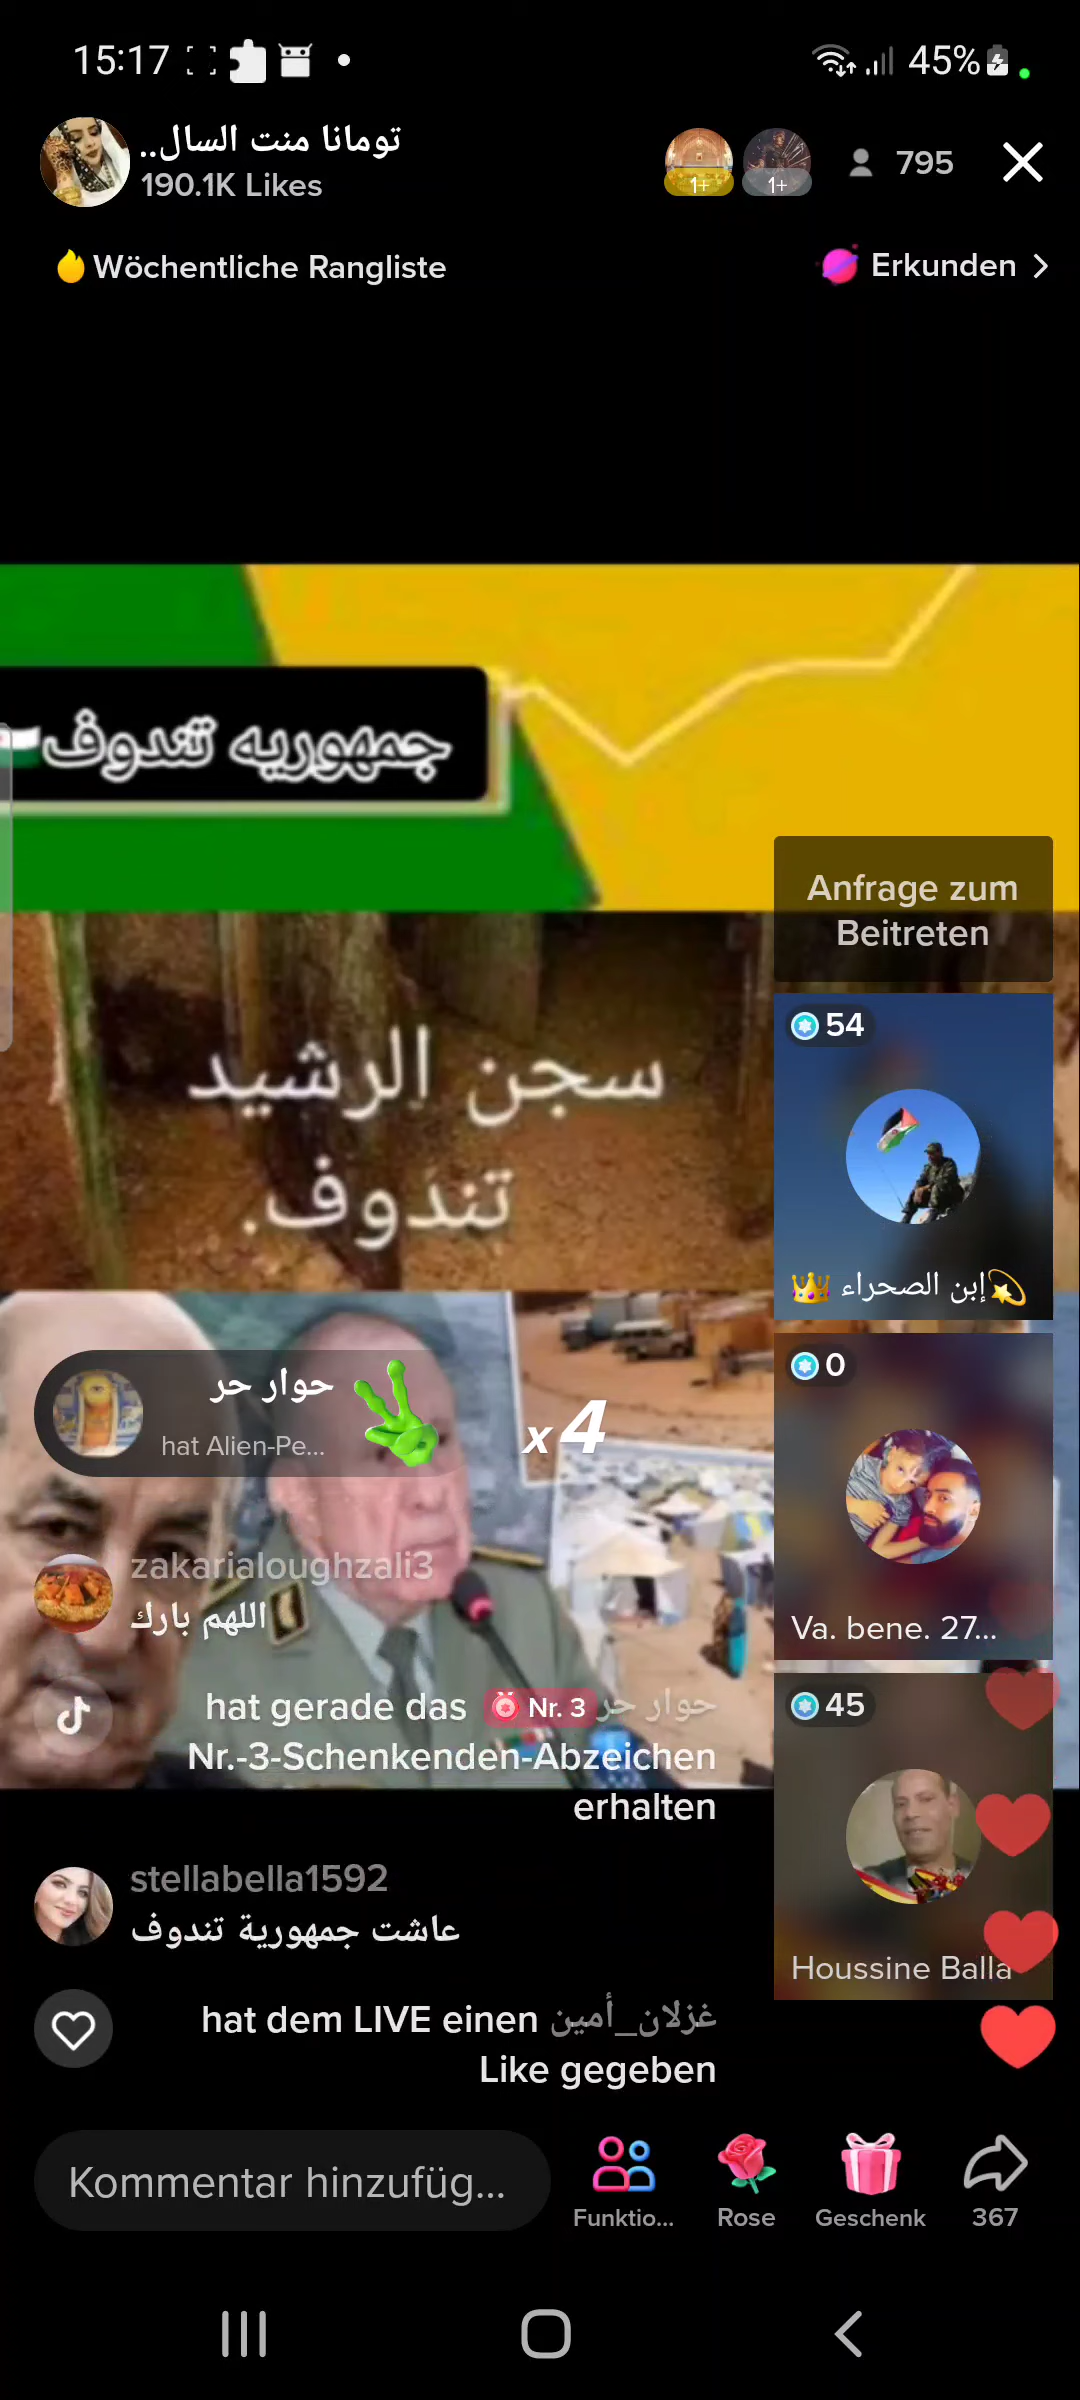 15:17
45%
تومانا منت السال..
190.1K Likes
1+
1+
795
Wöchentliche Rangliste
Erkunden
جمهوريه تندوف
Anfrage zum
Beitreten
54
سجن الرشيد
تندوف.
إبن الصحراء
0
حوار حر
hat Alien-Pe...
x4
zakarialoughzali3
اللهم بارك
Va. bene. 27...
45
حوار حر Nr. 3 hat gerade das
Nr.-3-Schenkenden-Abzeichen
erhalten
stellabella1592
عاشت جمهورية تندوف
Houssine Balla
غزلان_أمين hat dem LIVE einen
Like gegeben
Kommentar hinzufüg...
Funktio...
Rose
Geschenk
367